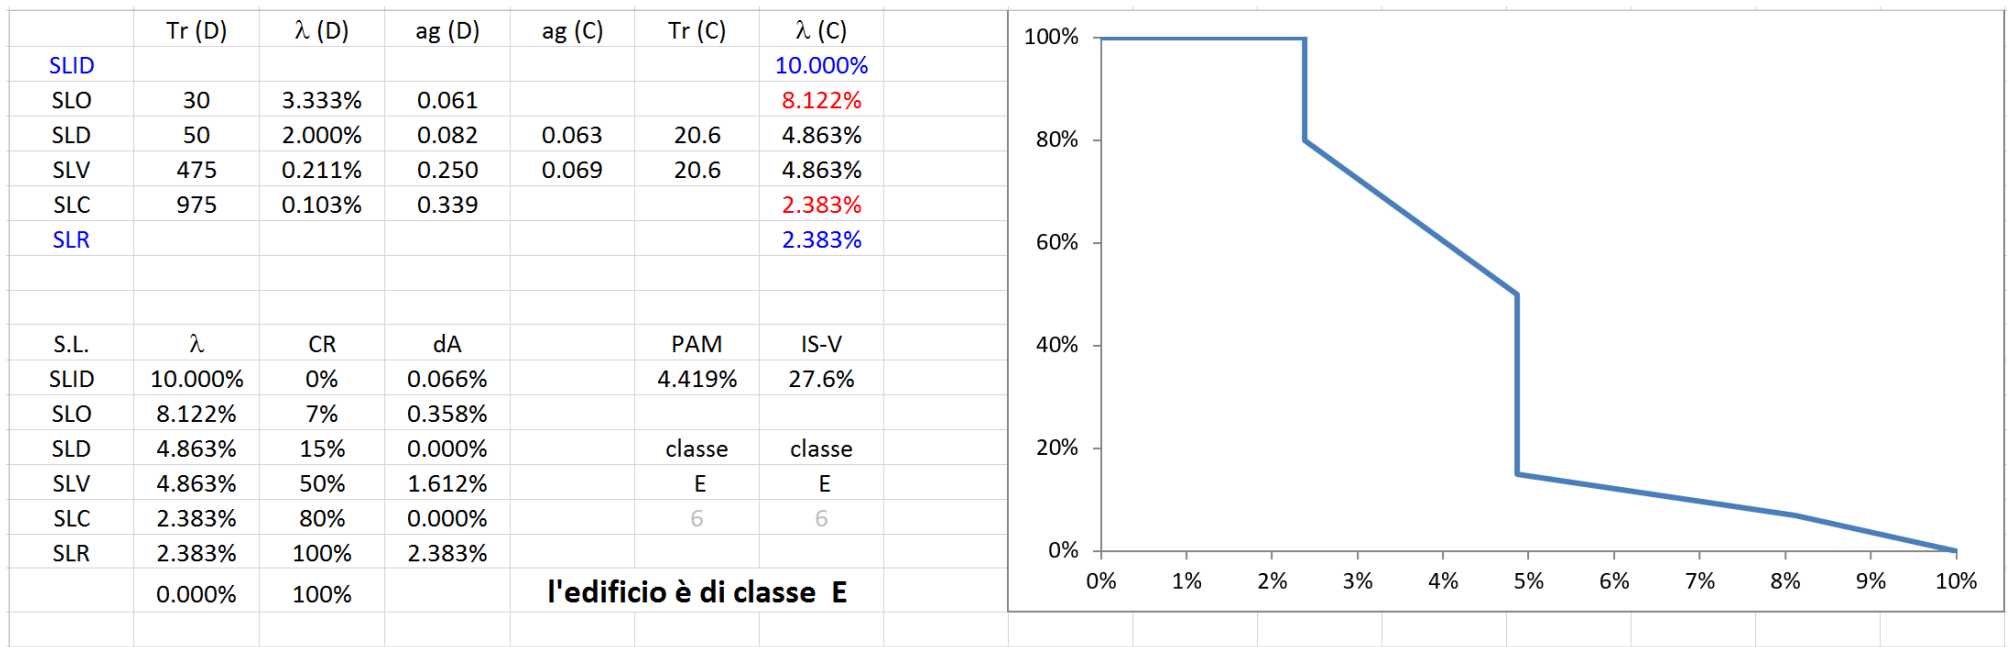 Tr (D) λ (D) ag (D) ag (C) Tr (C) λ (C)
SLID 10.000%
SLO 30 3.333% 0.061 8.122%
SLD 50 2.000% 0.082 0.063 20.6 4.863%
SLV 475 0.211% 0.250 0.069 20.6 4.863%
SLC 975 0.103% 0.339 2.383%
SLR 2.383%
S.L. λ CR dA PAM IS-V
SLID 10.000% 0% 0.066% 4.419% 27.6%
SLO 8.122% 7% 0.358%
SLD 4.863% 15% 0.000% classe classe
SLV 4.863% 50% 1.612% E E
SLC 2.383% 80% 0.000% 6 6
SLR 2.383% 100% 2.383%
0.000% 100% l'edificio è di classe E
100%
80%
60%
40%
20%
0%
0% 1% 2% 3% 4% 5% 6% 7% 8% 9% 10%